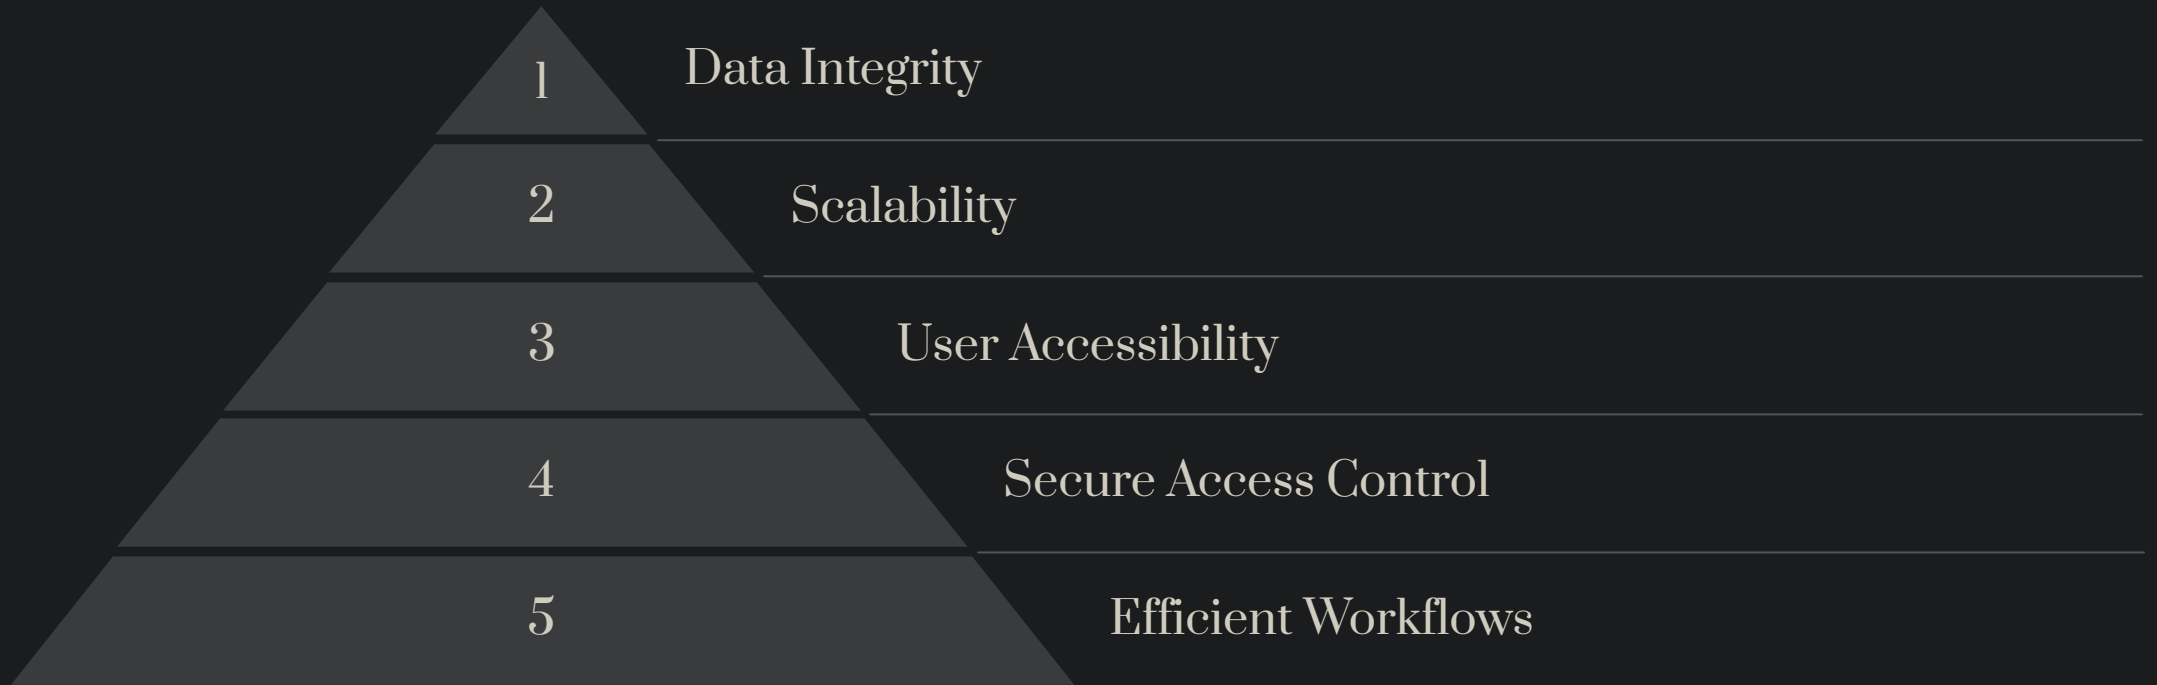 1
Data Integrity
2
Scalability
3
User Accessibility
4
Secure Access Control
5
Efficient Workflows